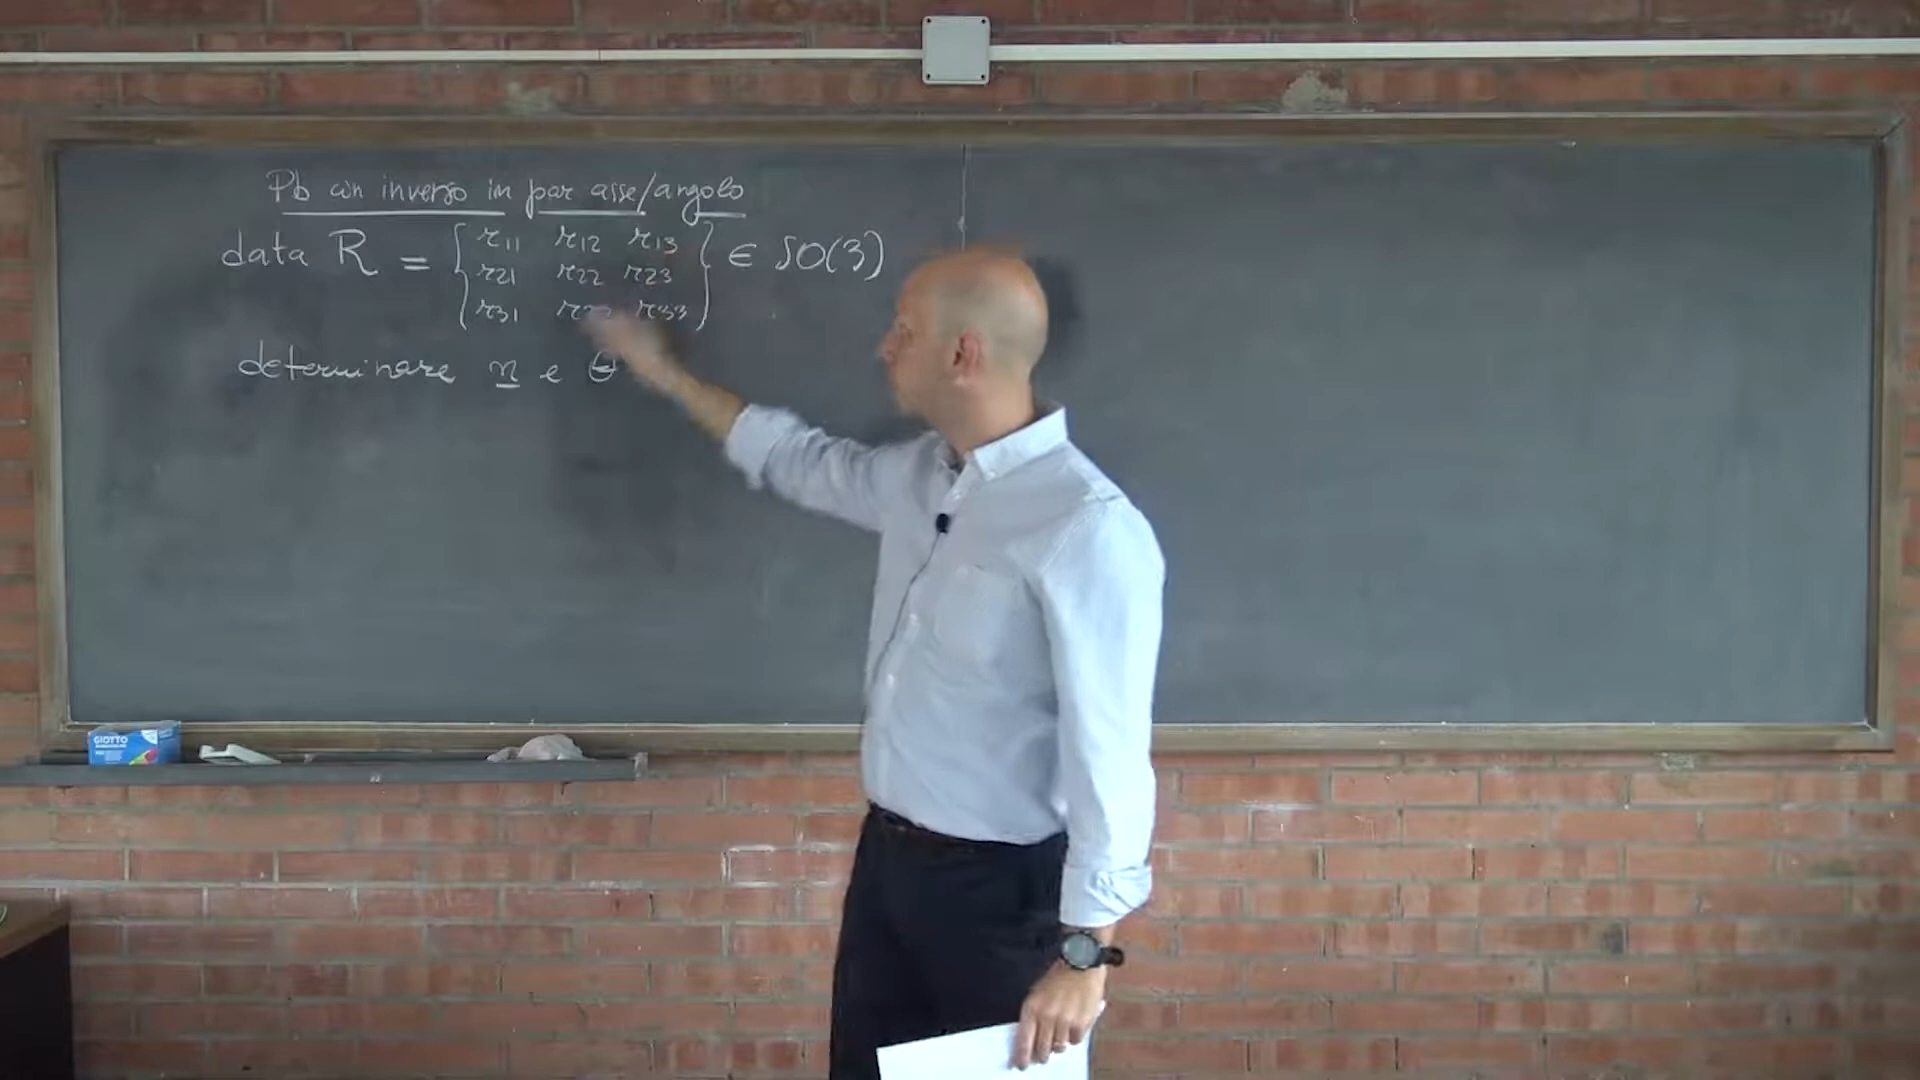 Pb cin inverso in par asse/angolo
data R = { r11 r12 r13 } ∈ SO(3)
r21 r22 r23
r31 r33
determinare n e θ
GIOTTO